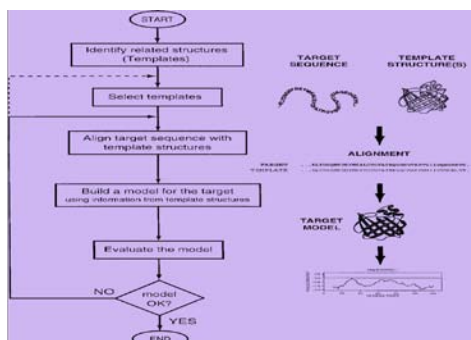 START
Identify related structures
(Templates)
Select templates
Align target sequence with
template structures
Build a model for the target
using information from template structures
Evaluate the model
NO
model
OK?
YES
END
TARGET
SEQUENCE
TEMPLATE
STRUCTURE(S)
ALIGNMENT
TARGET
TEMPLATE
TARGET
MODEL